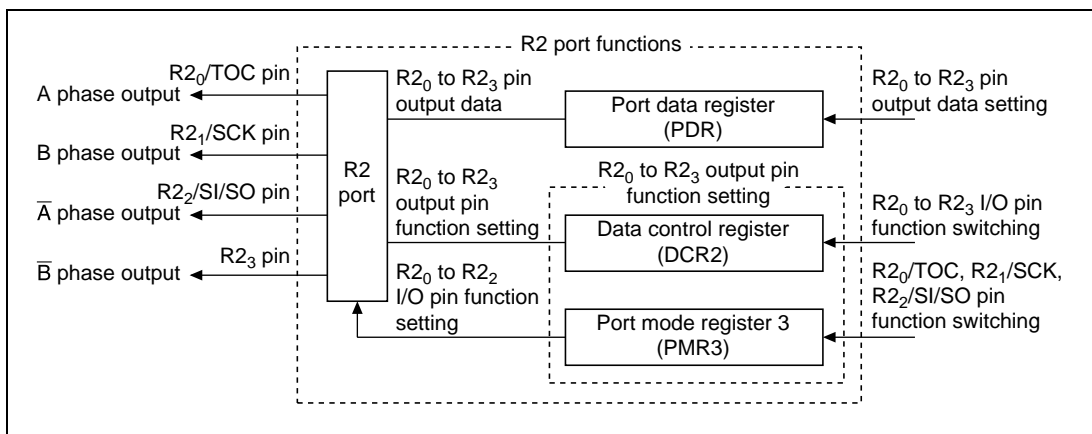 R2 port functions
R2₀/TOC pin
A phase output
R2₁/SCK pin
B phase output
R2₂/SI/SO pin
A̅ phase output
R2₃ pin
B̅ phase output
R2
port
R2₀ to R2₃ pin
output data
Port data register
(PDR)
R2₀ to R2₃ pin
output data setting
R2₀ to R2₃ output pin
function setting
R2₀ to R2₃
output pin
function setting
Data control register
(DCR2)
R2₀ to R2₃ I/O pin
function switching
R2₀ to R2₂
I/O pin function
setting
Port mode register 3
(PMR3)
R2₀/TOC, R2₁/SCK,
R2₂/SI/SO pin
function switching